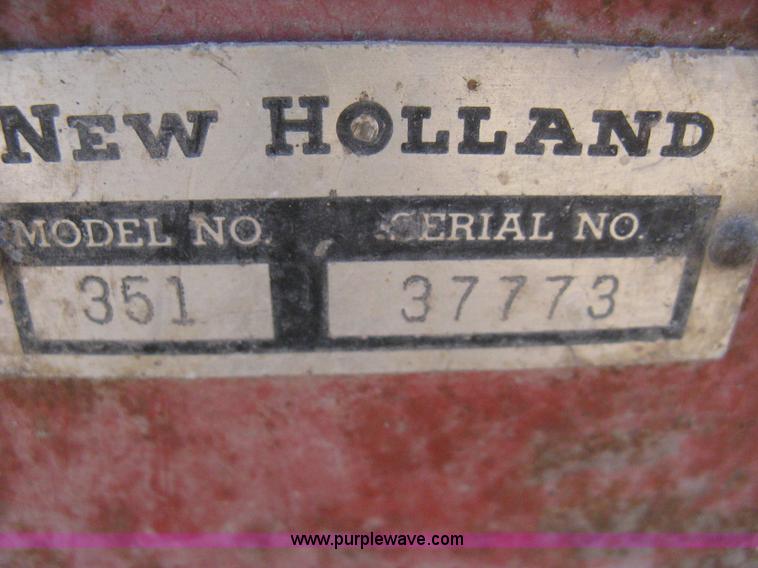 NEW HOLLAND
MODEL NO. SERIAL NO.
351 37773
www.purplewave.com